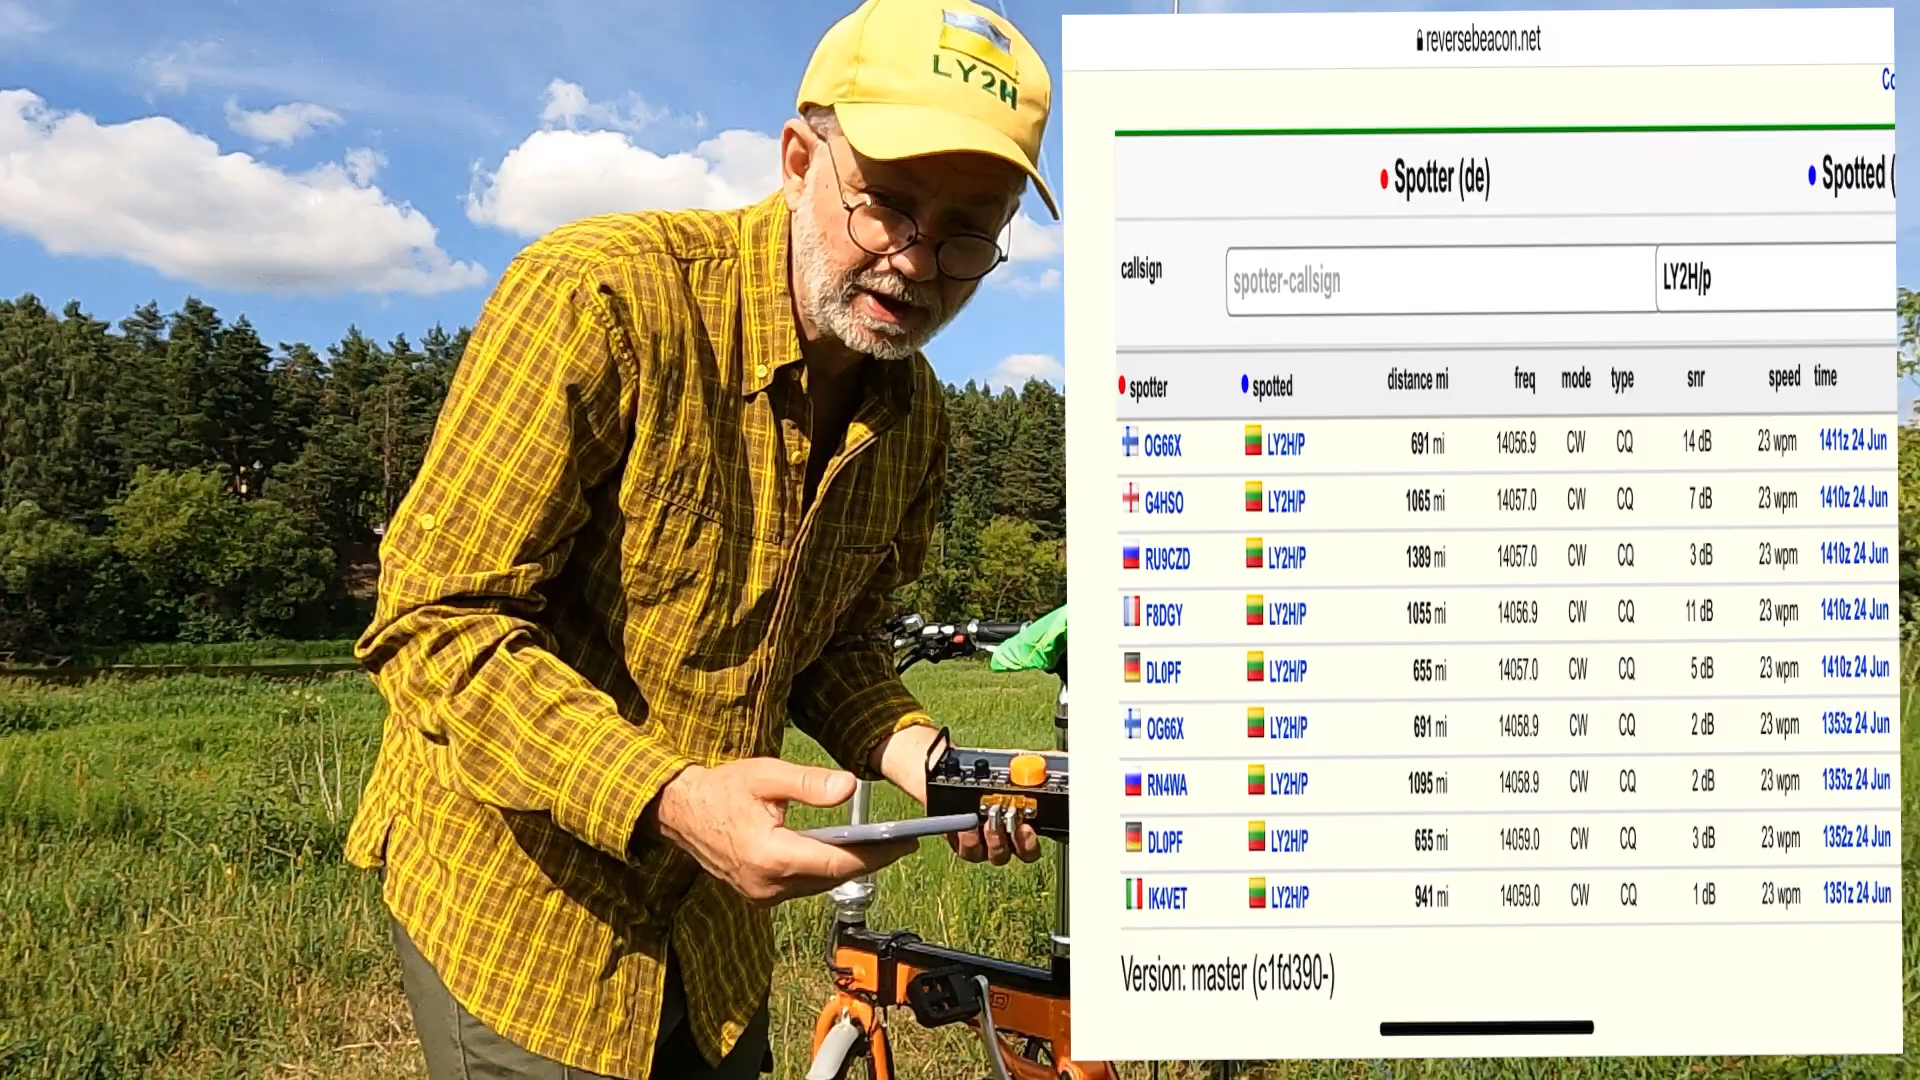 LY2H
reversebeacon.net
Co
Spotter (de) Spotted (
callsign spotter-callsign LY2H/p
spotter spotted distance mi freq mode type snr speed time
OG66X LY2H/P 691 mi 14056.9 CW CQ 14 dB 23 wpm 1411z 24 Jun
G4HSO LY2H/P 1065 mi 14057.0 CW CQ 7 dB 23 wpm 1410z 24 Jun
RU9CZD LY2H/P 1389 mi 14057.0 CW CQ 3 dB 23 wpm 1410z 24 Jun
F8DGY LY2H/P 1055 mi 14056.9 CW CQ 11 dB 23 wpm 1410z 24 Jun
DL0PF LY2H/P 655 mi 14057.0 CW CQ 5 dB 23 wpm 1410z 24 Jun
OG66X LY2H/P 691 mi 14058.9 CW CQ 2 dB 23 wpm 1353z 24 Jun
RN4WA LY2H/P 1095 mi 14058.9 CW CQ 2 dB 23 wpm 1353z 24 Jun
DL0PF LY2H/P 655 mi 14059.0 CW CQ 3 dB 23 wpm 1352z 24 Jun
IK4VET LY2H/P 941 mi 14059.0 CW CQ 1 dB 23 wpm 1351z 24 Jun
Version: master (c1fd390-)